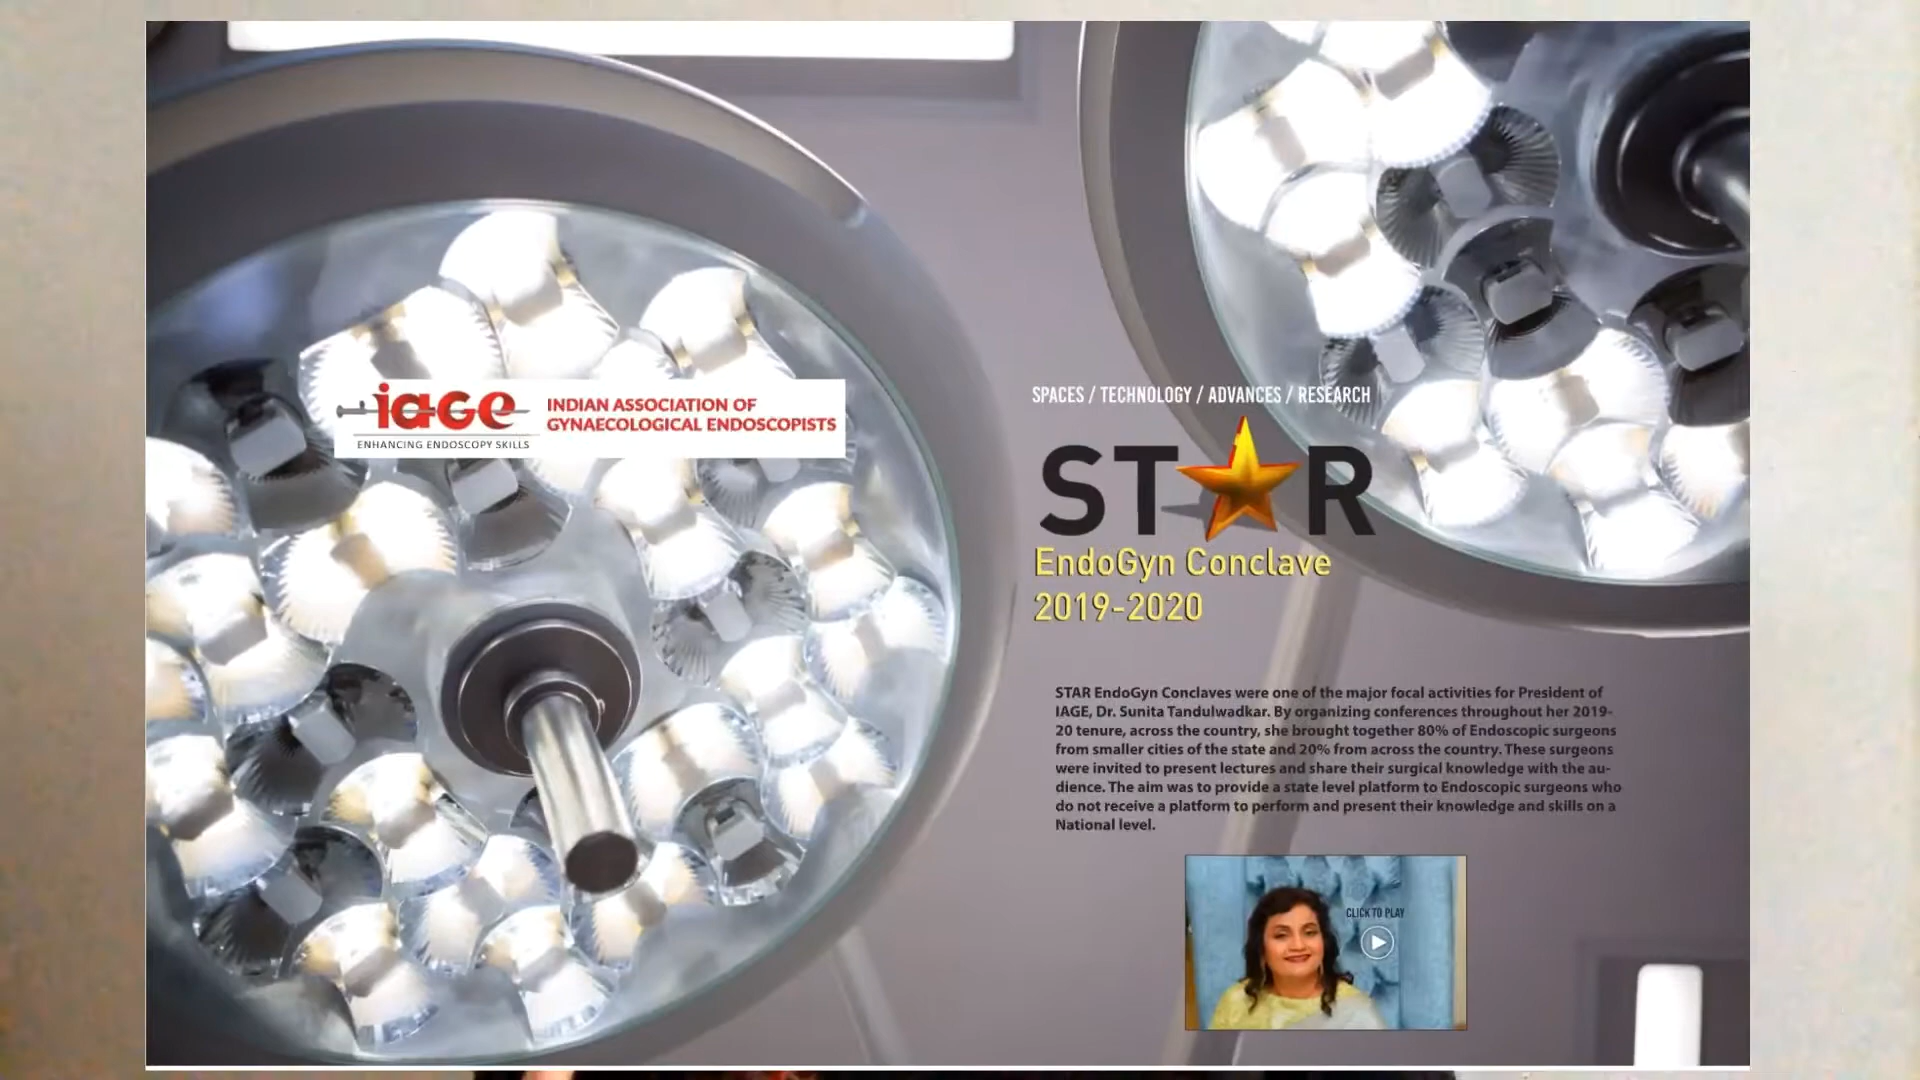 iaGe
ENHANCING ENDOSCOPY SKILLS
INDIAN ASSOCIATION OF
GYNAECOLOGICAL ENDOSCOPISTS
SPACES / TECHNOLOGY / ADVANCES / RESEARCH
ST★R
EndoGyn Conclave
2019-2020
STAR EndoGyn Conclaves were one of the major focal activities for President of
IAGE, Dr. Sunita Tandulwadkar. By organizing conferences throughout her 2019-
20 tenure, across the country, she brought together 80% of Endoscopic surgeons
from smaller cities of the state and 20% from across the country. These surgeons
were invited to present lectures and share their surgical knowledge with the au-
dience. The aim was to provide a state level platform to Endoscopic surgeons who
do not receive a platform to perform and present their knowledge and skills on a
National level.
CLICK TO PLAY